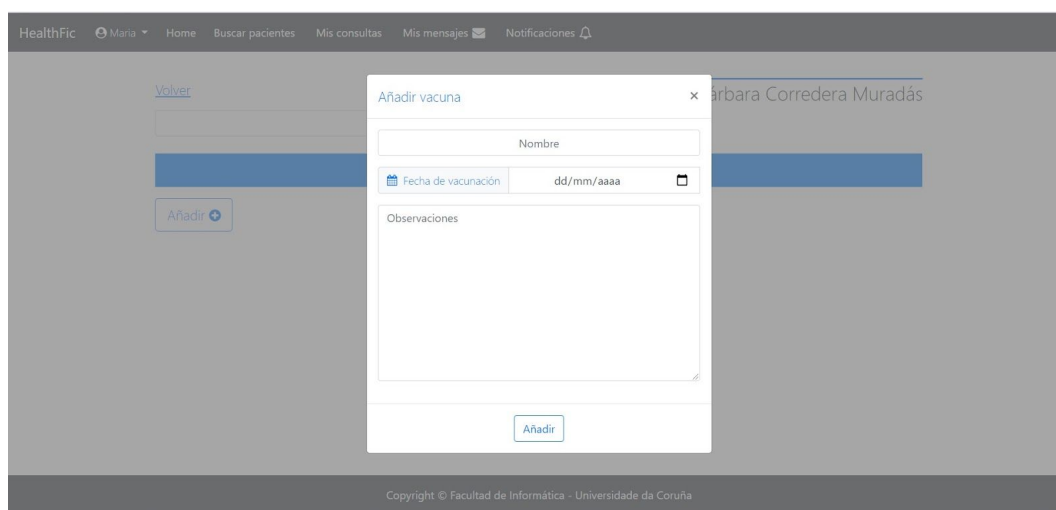 HealthFic Maria Home Buscar pacientes Mis consultas Mis mensajes Notificaciones
Volver
Corredera Muradás
Añadir vacuna ×
Nombre
Fecha de vacunación dd/mm/aaaa
Añadir
Observaciones
Añadir
Copyright © Facultad de Informática - Universidade da Coruña